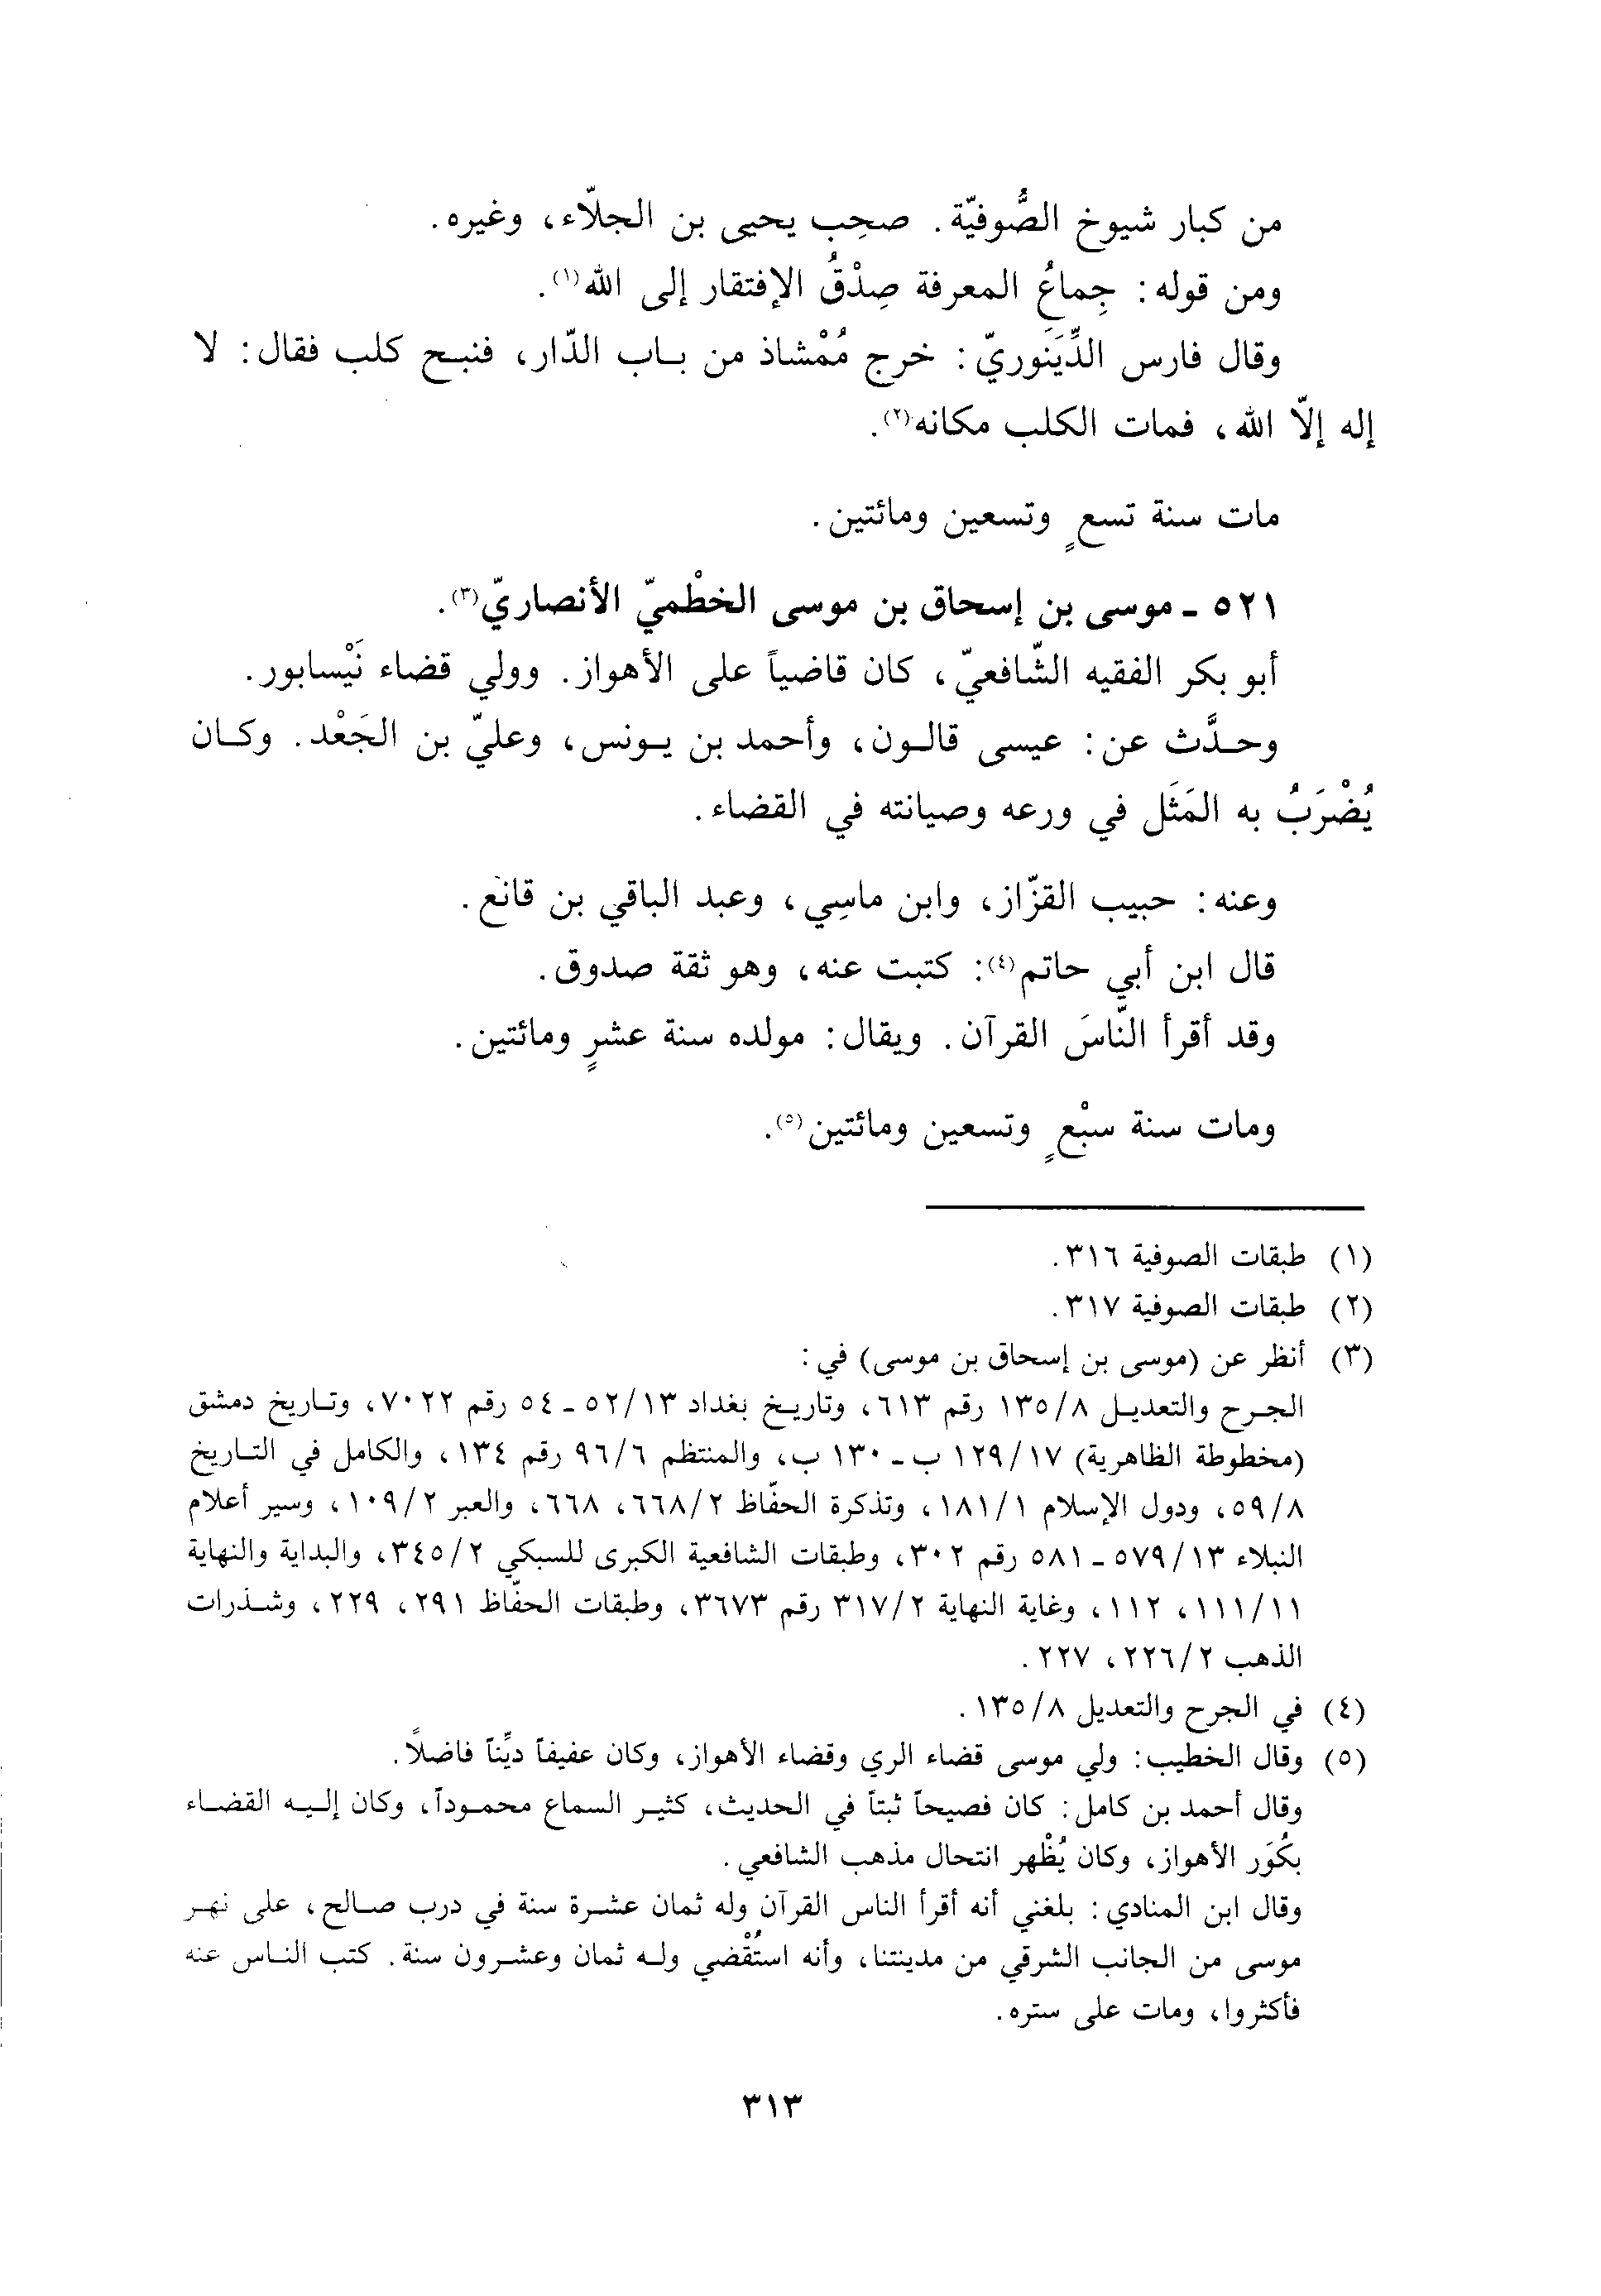 من كبار شيوخ الصُّوفيّة. صحِب يحيى بن الجلّاء، وغيره.
ومن قوله: جِماعُ المعرفة صِدْقُ الإفتقار إلى الله(١).
وقال فارس الدِّيَنوريّ: خرج مُمْشاذ من باب الدّار، فنبح كلب فقال: لا
إله إلاّ الله، فمات الكلب مكانه(٢).
مات سنة تسعٍ وتسعين ومائتين.
٥٢١ - موسى بن إسحاق بن موسى الخطْميّ الأنصاريّ(٣).
أبو بكر الفقيه الشّافعيّ، كان قاضياً على الأهواز. وولي قضاء نَيْسابور.
وحدَّث عن: عيسى قالون، وأحمد بن يونس، وعليّ بن الجَعْد. وكان
يُضْرَبُ به المَثَل في ورعه وصيانته في القضاء.
وعنه: حبيب القزّاز، وابن ماسِي، وعبد الباقي بن قانع.
قال ابن أبي حاتم(٤): كتبت عنه، وهو ثقة صدوق.
وقد أقرأ النَّاسَ القرآن. ويقال: مولده سنة عشرٍ ومائتين.
ومات سنة سبْعٍ وتسعين ومائتين(٥).
(١) طبقات الصوفية ٣١٦.
(٢) طبقات الصوفية ٣١٧.
(٣) أنظر عن (موسى بن إسحاق بن موسى) في:
الجرح والتعديل ١٣٥/٨ رقم ٦١٣، وتاريخ بغداد ٥٢/١٣ - ٥٤ رقم ٧٠٢٢، وتاريخ دمشق
(مخطوطة الظاهرية) ١٢٩/١٧ ب - ١٣٠ ب، والمنتظم ٩٦/٦ رقم ١٣٤، والكامل في التاريخ
٥٩/٨، ودول الإسلام ١٨١/١، وتذكرة الحفّاظ ٦٦٨/٢، ٦٦٨، والعبر ١٠٩/٢، وسير أعلام
النبلاء ٥٧٩/١٣ - ٥٨١ رقم ٣٠٢، وطبقات الشافعية الكبرى للسبكي ٣٤٥/٢، والبداية والنهاية
١١١/١١، ١١٢، وغاية النهاية ٣١٧/٢ رقم ٣٦٧٣، وطبقات الحفّاظ ٢٩١، ٢٢٩، وشذرات
الذهب ٢٢٦/٢، ٢٢٧.
(٤) في الجرح والتعديل ١٣٥/٨.
(٥) وقال الخطيب: ولي موسى قضاء الري وقضاء الأهواز، وكان عفيفاً ديِّناً فاضلاً.
وقال أحمد بن كامل: كان فصيحاً ثبتاً في الحديث، كثير السماع محموداً، وكان إليه القضاء
بكُوَر الأهواز، وكان يُظْهر انتحال مذهب الشافعي.
وقال ابن المنادي: بلغني أنه أقرأ الناس القرآن وله ثمان عشرة سنة في درب صالح، على نهر
موسى من الجانب الشرقي من مدينتنا، وأنه استُقْضي وله ثمان وعشرون سنة. كتب الناس عنه
فأكثروا، ومات على ستره.
٣١٣